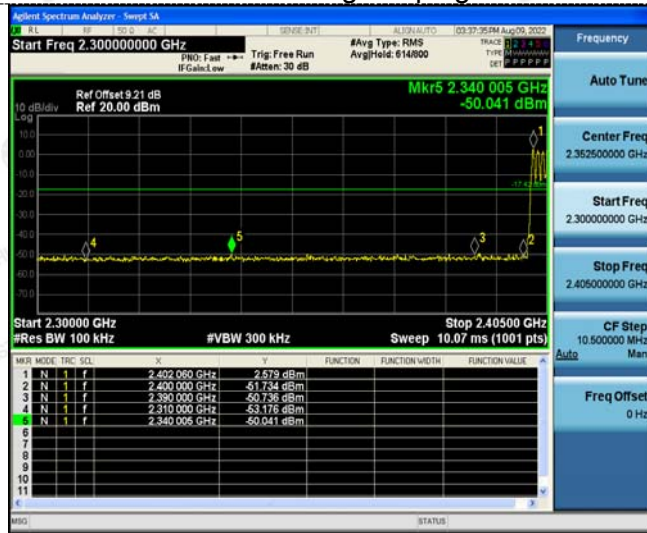 Agilent Spectrum Analyzer - Swept SA
RL RF 50 Ω AC SENSE:INT ALIGN AUTO 03:37:35 PM Aug 09, 2022
Start Freq 2.300000000 GHz
PNO: Fast
IFGain:Low
Trig: Free Run
#Atten: 30 dB
#Avg Type: RMS
Avg|Hold: 614/800
TRACE 1 2 3 4 5
TYPE M
DET P P P P P P
Ref Offset 9.21 dB
10 dB/div Ref 20.00 dBm
Log
Mkr5 2.340 005 GHz
-50.041 dBm
10.0
0.00
-10.0
-20.0
-30.0
-40.0
-50.0
-60.0
-70.0
1
2
3
4
5
Start 2.30000 GHz Stop 2.40500 GHz
#Res BW 100 kHz #VBW 300 kHz Sweep 10.07 ms (1001 pts)
MKR MODE TRC SCL X Y FUNCTION FUNCTION WIDTH FUNCTION VALUE
1 N 1 f 2.402 060 GHz 2.579 dBm
2 N 1 f 2.400 000 GHz -51.734 dBm
3 N 1 f 2.390 000 GHz -50.736 dBm
4 N 1 f 2.310 000 GHz -53.176 dBm
5 N 1 f 2.340 005 GHz -50.041 dBm
6
7
8
9
10
11
MSG STATUS
Frequency
Auto Tune
Center Freq
2.352500000 GHz
Start Freq
2.300000000 GHz
Stop Freq
2.405000000 GHz
CF Step
10.500000 MHz
Auto Man
Freq Offset
0 Hz